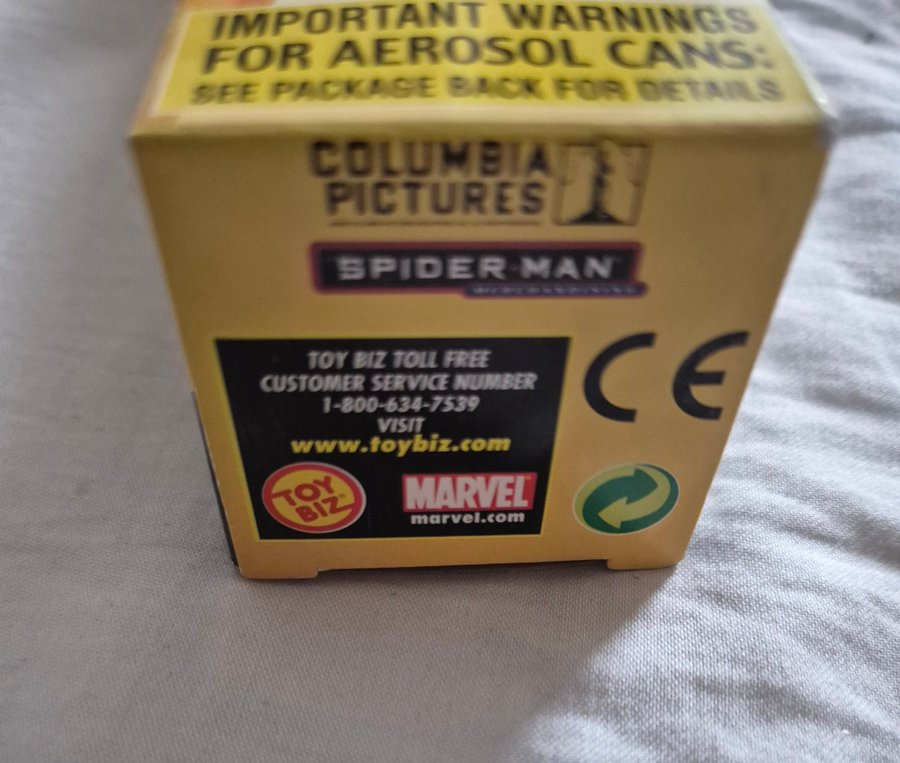 IMPORTANT WARNINGS
FOR AEROSOL CANS:
SEE PACKAGE BACK FOR DETAILS
COLUMBIA
PICTURES
SPIDER-MAN
MERCHANDISING
TOY BIZ TOLL FREE
CUSTOMER SERVICE NUMBER
1-800-634-7539
VISIT
www.toybiz.com
TOY
BIZ
MARVEL
marvel.com
CE